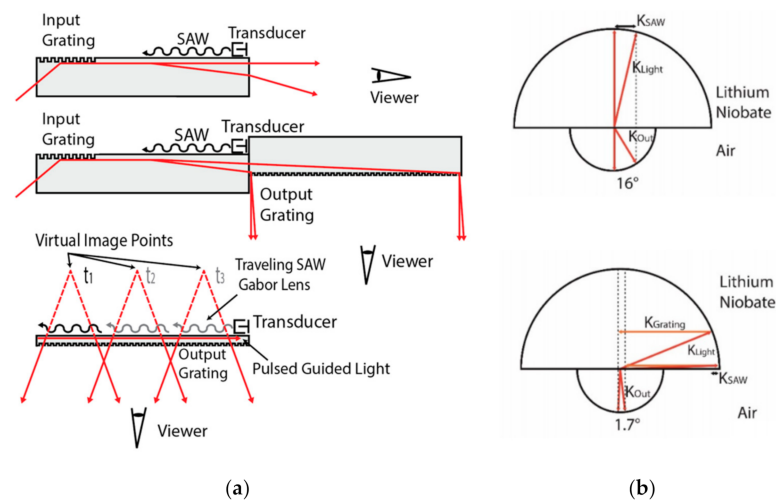 Input
Grating
SAW
Transducer
Viewer
Input
Grating
SAW
Transducer
Output
Grating
Viewer
Virtual Image Points
t1
t2
t3
Traveling SAW
Gabor Lens
Transducer
Output
Grating
Pulsed Guided Light
Viewer
(a)
KSAW
KLight
Lithium
Niobate
KOut
Air
16°
Lithium
Niobate
KGrating
KLight
KSAW
KOut
Air
1.7°
(b)